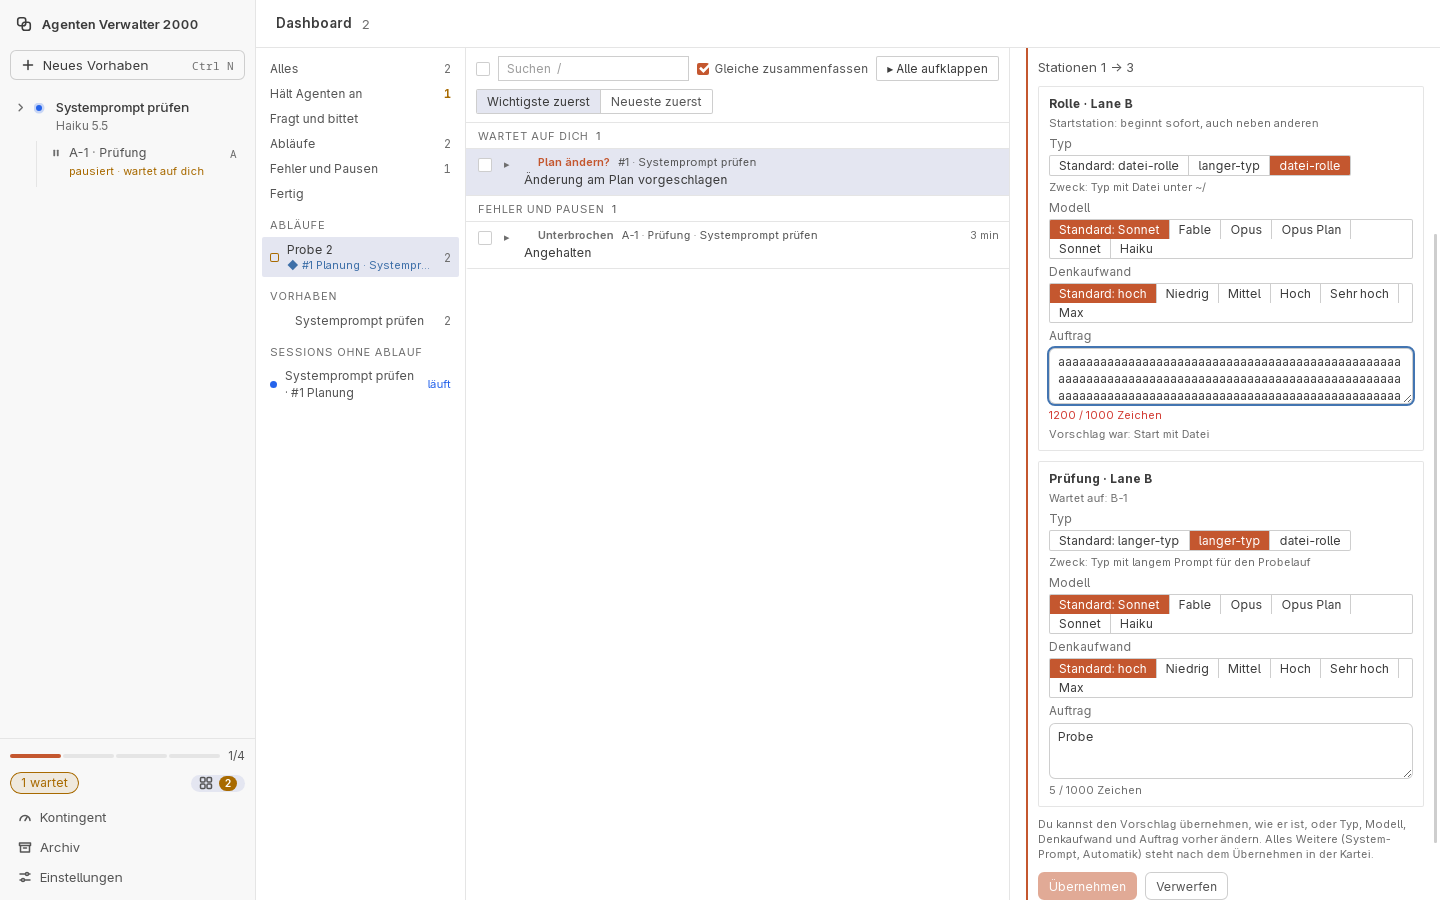 Agenten Verwalter 2000
Neues Vorhaben Ctrl N
Systemprompt prüfen
Haiku 5.5
A-1 · Prüfung A
pausiert · wartet auf dich
1/4
1 wartet
2
Kontingent
Archiv
Einstellungen
Dashboard 2
Alles 2
Hält Agenten an 1
Fragt und bittet
Abläufe 2
Fehler und Pausen 1
Fertig
ABLÄUFE
Probe 2
#1 Planung · Systempr... 2
VORHABEN
Systemprompt prüfen 2
SESSIONS OHNE ABLAUF
Systemprompt prüfen
· #1 Planung läuft
Suchen / Gleiche zusammenfassen ▸ Alle aufklappen
Wichtigste zuerst Neueste zuerst
WARTET AUF DICH 1
▸ Plan ändern? #1 · Systemprompt prüfen
Änderung am Plan vorgeschlagen
FEHLER UND PAUSEN 1
▸ Unterbrochen A-1 · Prüfung · Systemprompt prüfen 3 min
Angehalten
Stationen 1 → 3
Rolle · Lane B
Startstation: beginnt sofort, auch neben anderen
Typ
Standard: datei-rolle langer-typ datei-rolle
Zweck: Typ mit Datei unter ~/
Modell
Standard: Sonnet Fable Opus Opus Plan
Sonnet Haiku
Denkaufwand
Standard: hoch Niedrig Mittel Hoch Sehr hoch
Max
Auftrag
aaaaaaaaaaaaaaaaaaaaaaaaaaaaaaaaaaaaaaaaaaaaaaaaa
aaaaaaaaaaaaaaaaaaaaaaaaaaaaaaaaaaaaaaaaaaaaaaaaa
aaaaaaaaaaaaaaaaaaaaaaaaaaaaaaaaaaaaaaaaaaaaaaaaa
1200 / 1000 Zeichen
Vorschlag war: Start mit Datei
Prüfung · Lane B
Wartet auf: B-1
Typ
Standard: langer-typ langer-typ datei-rolle
Zweck: Typ mit langem Prompt für den Probelauf
Modell
Standard: Sonnet Fable Opus Opus Plan
Sonnet Haiku
Denkaufwand
Standard: hoch Niedrig Mittel Hoch Sehr hoch
Max
Auftrag
Probe
5 / 1000 Zeichen
Du kannst den Vorschlag übernehmen, wie er ist, oder Typ, Modell,
Denkaufwand und Auftrag vorher ändern. Alles Weitere (System-
Prompt, Automatik) steht nach dem Übernehmen in der Kartei.
Übernehmen Verwerfen